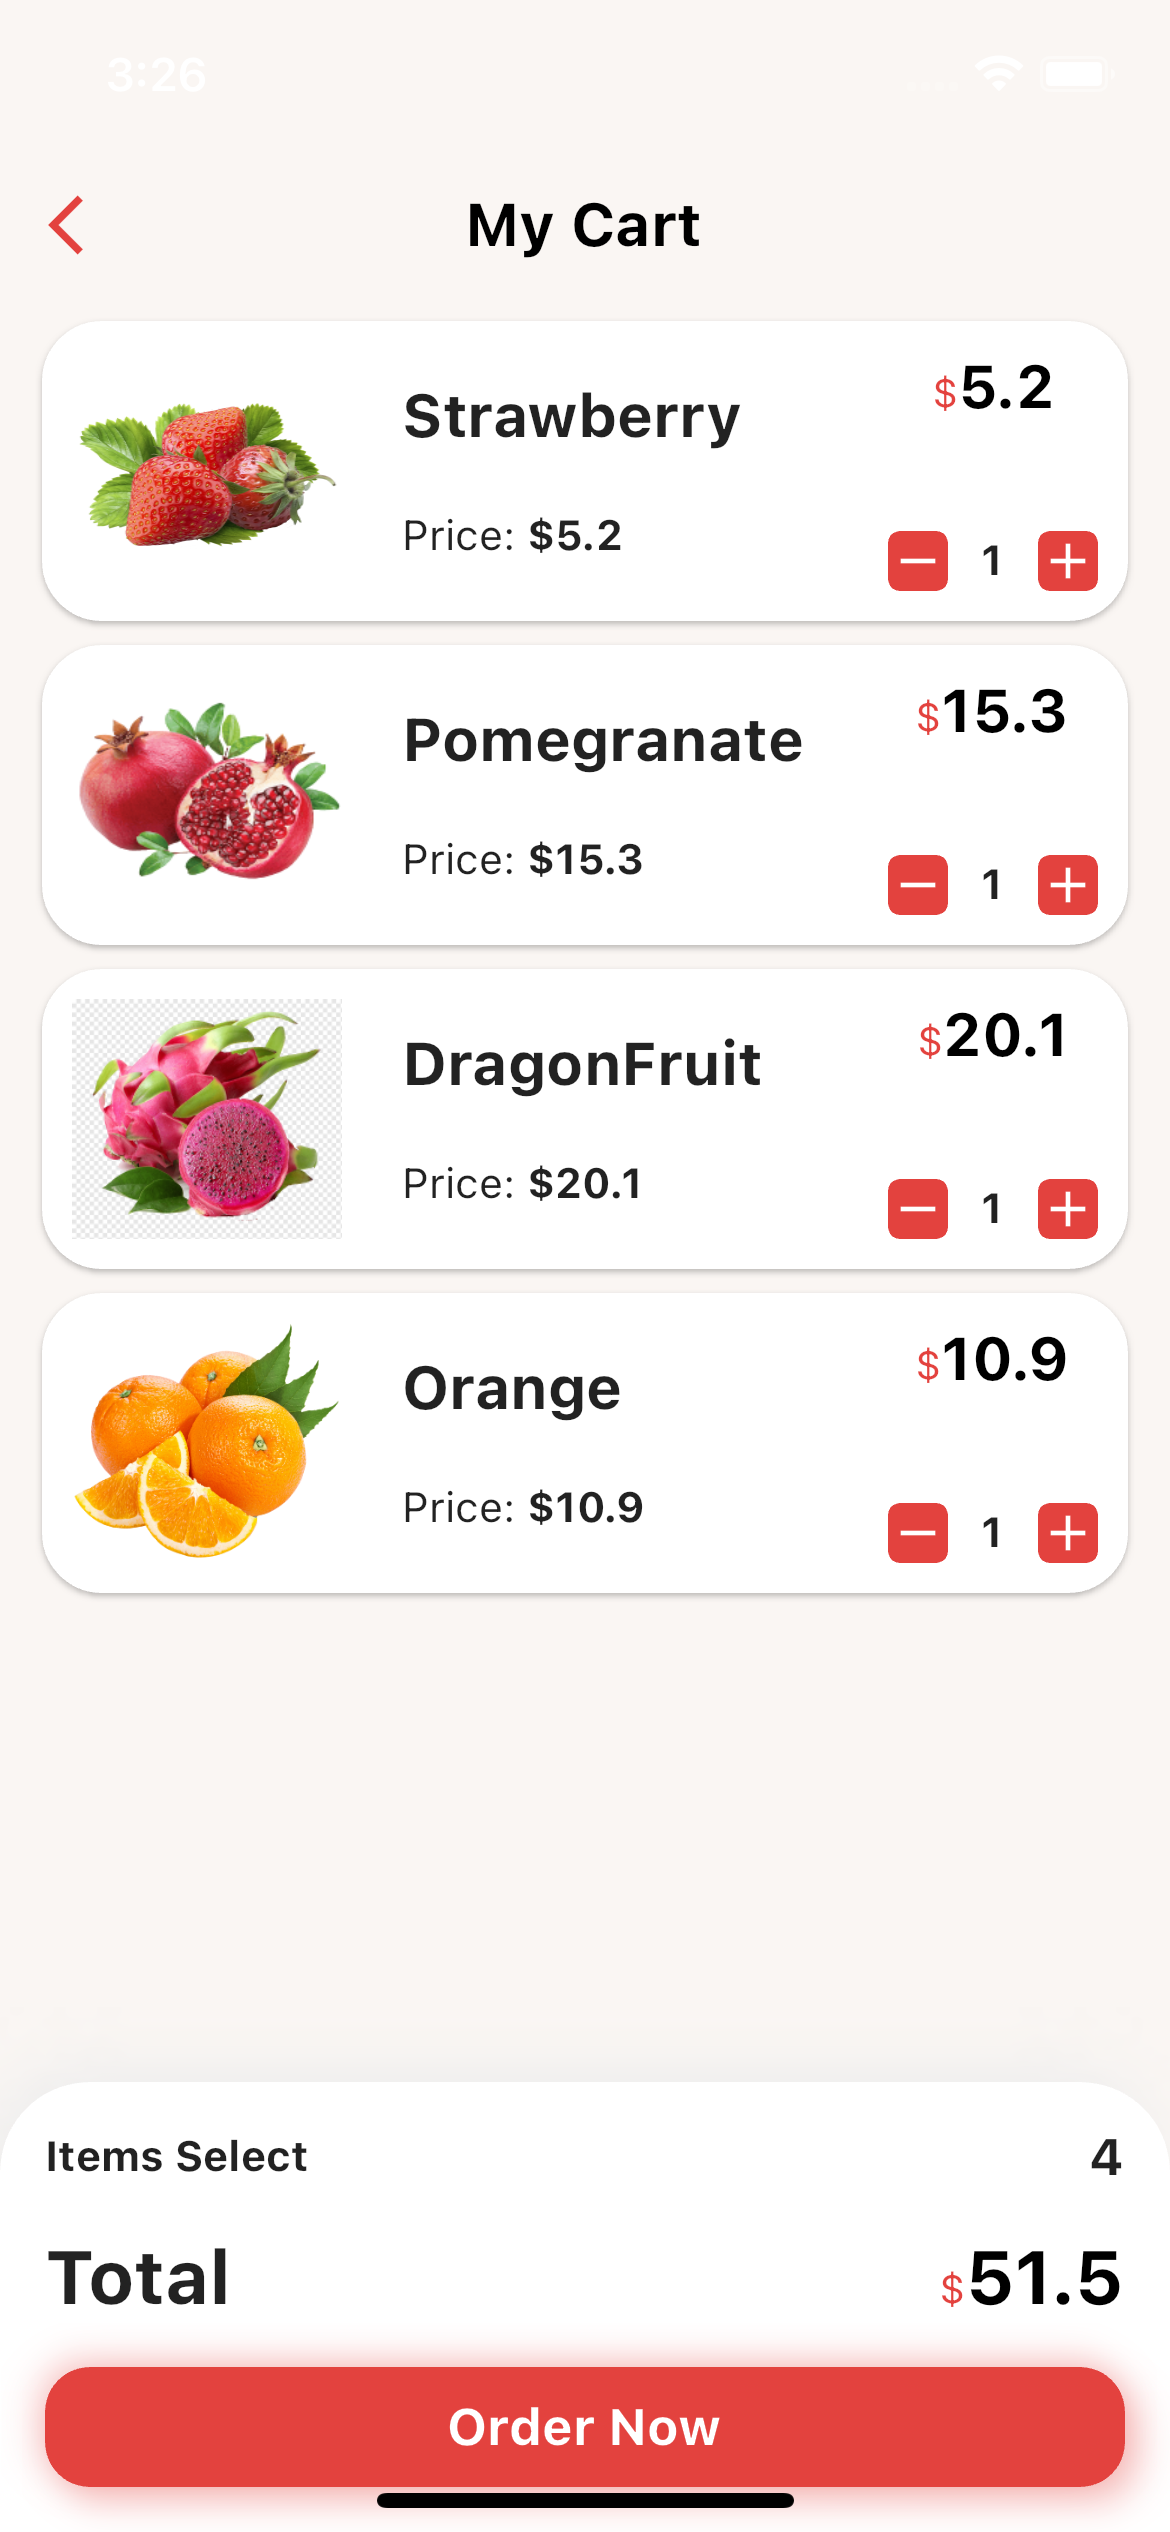 3:26
My Cart
Strawberry
$5.2
Price: $5.2
1
Pomegranate
$15.3
Price: $15.3
1
DragonFruit
$20.1
Price: $20.1
1
Orange
$10.9
Price: $10.9
1
Items Select 4
Total $51.5
Order Now